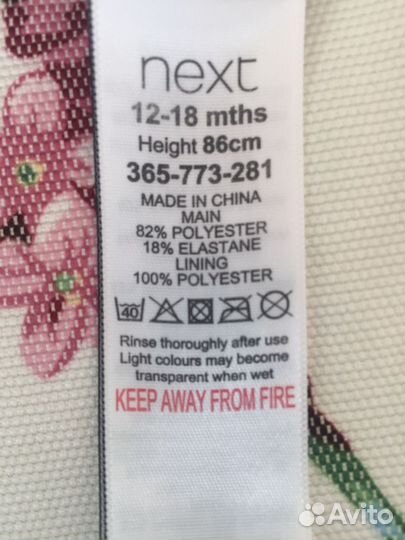 next
12-18 mths
Height 86cm
365-773-281
MADE IN CHINA
MAIN
82% POLYESTER
18% ELASTANE
LINING
100% POLYESTER
40
Rinse thoroughly after use
Light colours may become
transparent when wet
KEEP AWAY FROM FIRE
Avito